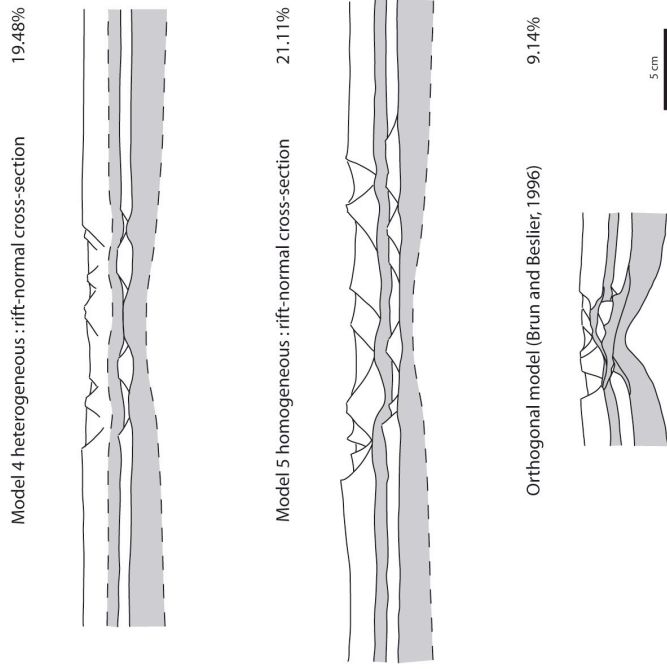 Model 4 heterogeneous : rift-normal cross-section 19.48%
Model 5 homogeneous : rift-normal cross-section 21.11%
Orthogonal model (Brun and Beslier, 1996) 9.14%
5 cm